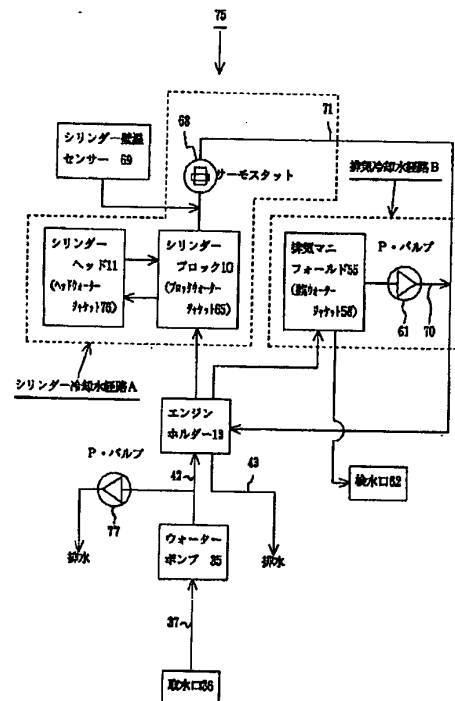 75
シリンダー壁温
センサー 69
68
サーモスタット
71
排気冷却水経路B
シリンダー
ヘッド11
(ヘッドウォーター
ジャケット76)
シリンダー
ブロック10
(ブロックウォーター
ジャケット65)
排気マニ
フォールド55
(排気ウォーター
ジャケット58)
P・バルブ
61
70
シリンダー冷却水経路A
エンジン
ホルダー13
P・バルブ
77
42
43
検水口62
排水
ウォーター
ポンプ 35
排水
37
取水口36